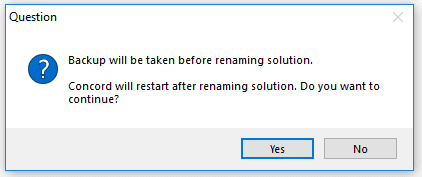 Question
Backup will be taken before renaming solution.
Concord will restart after renaming solution. Do you want to
continue?
Yes
No